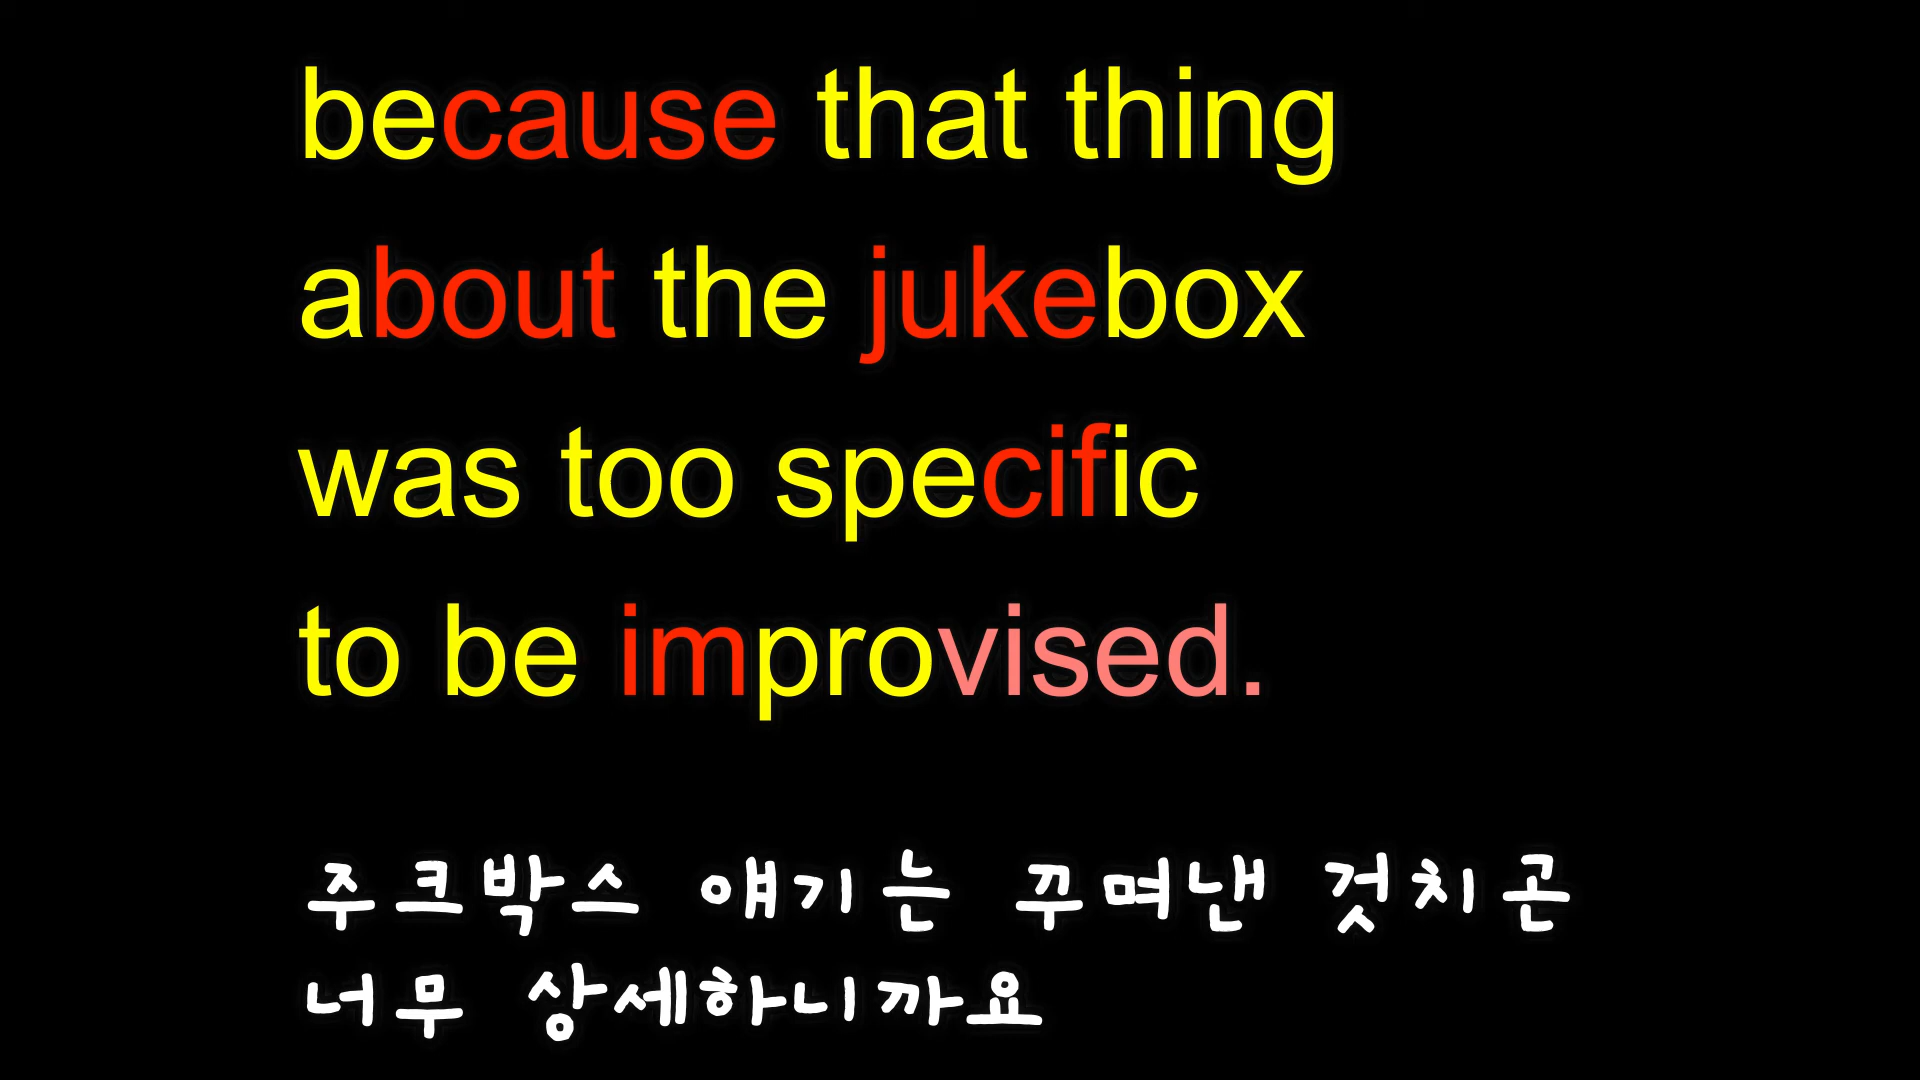 because that thing
about the jukebox
was too specific
to be improvised.
주크박스 얘기는 꾸며낸 것치곤
너무 상세하니까요